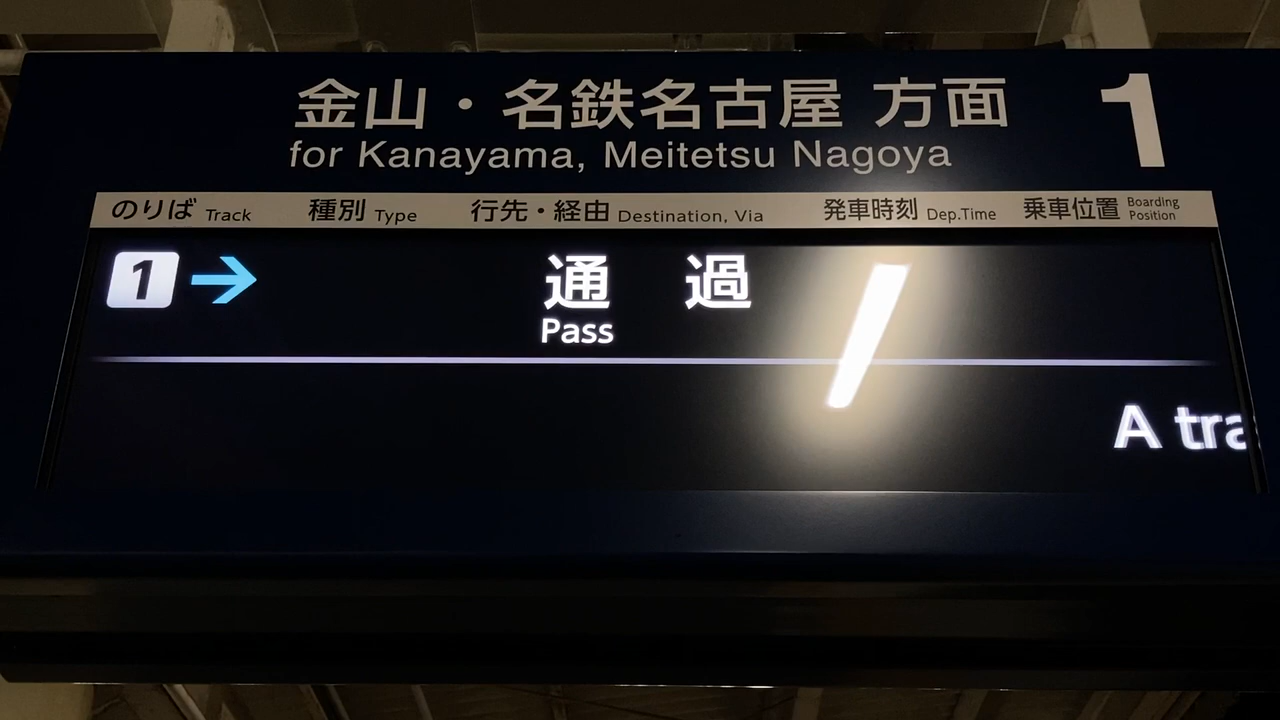 金山・名鉄名古屋 方面 1
for Kanayama, Meitetsu Nagoya
のりば Track 種別 Type 行先・経由 Destination, Via 発車時刻 Dep.Time 乗車位置 Boarding Position
1 → 通 過
Pass
A tra